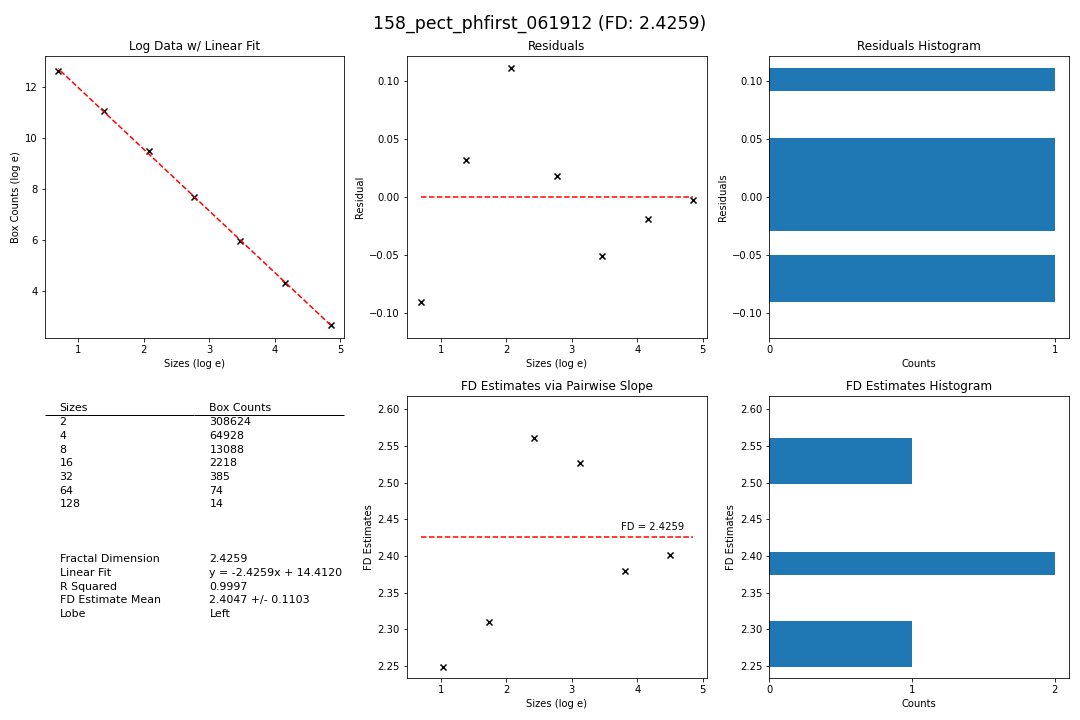 158_pect_phfirst_061912 (FD: 2.4259)
Log Data w/ Linear Fit
12
10
8
6
4
Box Counts (log e)
1 2 3 4 5
Sizes (log e)
Residuals
0.10
0.05
0.00
−0.05
−0.10
Residual
1 2 3 4 5
Sizes (log e)
Residuals Histogram
0.10
0.05
0.00
−0.05
−0.10
Residuals
0 1
Counts
Sizes Box Counts
2 308624
4 64928
8 13088
16 2218
32 385
64 74
128 14
Fractal Dimension 2.4259
Linear Fit y = -2.4259x + 14.4120
R Squared 0.9997
FD Estimate Mean 2.4047 +/- 0.1103
Lobe Left
FD Estimates via Pairwise Slope
2.60
2.55
2.50
2.45
2.40
2.35
2.30
2.25
FD Estimates
FD = 2.4259
1 2 3 4 5
Sizes (log e)
FD Estimates Histogram
2.60
2.55
2.50
2.45
2.40
2.35
2.30
2.25
FD Estimates
0 1 2
Counts